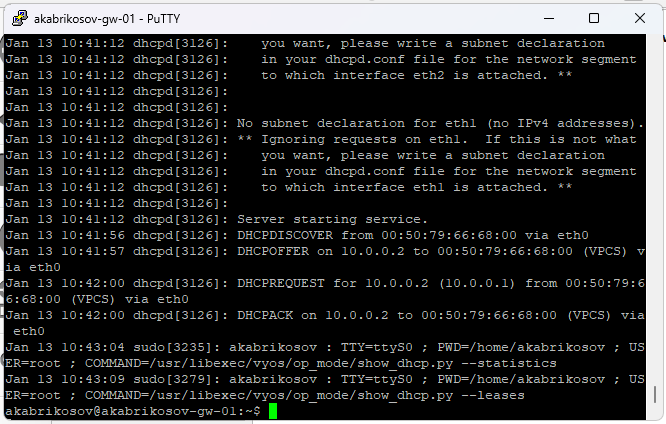 akabrikosov-gw-01 - PuTTY
Jan 13 10:41:12 dhcpd[3126]:    you want, please write a subnet declaration
Jan 13 10:41:12 dhcpd[3126]:    in your dhcpd.conf file for the network segment
Jan 13 10:41:12 dhcpd[3126]:    to which interface eth2 is attached. **
Jan 13 10:41:12 dhcpd[3126]:
Jan 13 10:41:12 dhcpd[3126]:
Jan 13 10:41:12 dhcpd[3126]: No subnet declaration for eth1 (no IPv4 addresses).
Jan 13 10:41:12 dhcpd[3126]: ** Ignoring requests on eth1.  If this is not what
Jan 13 10:41:12 dhcpd[3126]:    you want, please write a subnet declaration
Jan 13 10:41:12 dhcpd[3126]:    in your dhcpd.conf file for the network segment
Jan 13 10:41:12 dhcpd[3126]:    to which interface eth1 is attached. **
Jan 13 10:41:12 dhcpd[3126]:
Jan 13 10:41:12 dhcpd[3126]: Server starting service.
Jan 13 10:41:56 dhcpd[3126]: DHCPDISCOVER from 00:50:79:66:68:00 via eth0
Jan 13 10:41:57 dhcpd[3126]: DHCPOFFER on 10.0.0.2 to 00:50:79:66:68:00 (VPCS) v
ia eth0
Jan 13 10:42:00 dhcpd[3126]: DHCPREQUEST for 10.0.0.2 (10.0.0.1) from 00:50:79:6
6:68:00 (VPCS) via eth0
Jan 13 10:42:00 dhcpd[3126]: DHCPACK on 10.0.0.2 to 00:50:79:66:68:00 (VPCS) via
 eth0
Jan 13 10:43:04 sudo[3235]: akabrikosov : TTY=ttyS0 ; PWD=/home/akabrikosov ; US
ER=root ; COMMAND=/usr/libexec/vyos/op_mode/show_dhcp.py --statistics
Jan 13 10:43:09 sudo[3279]: akabrikosov : TTY=ttyS0 ; PWD=/home/akabrikosov ; US
ER=root ; COMMAND=/usr/libexec/vyos/op_mode/show_dhcp.py --leases
akabrikosov@akabrikosov-gw-01:~$